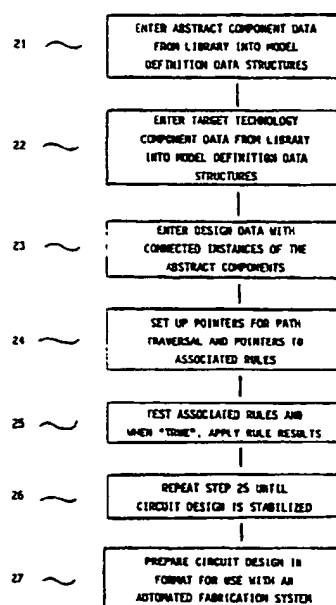 21
ENTER ABSTRACT COMPONENT DATA
FROM LIBRARY INTO MODEL
DEFINITION DATA STRUCTURES
22
ENTER TARGET TECHNOLOGY
COMPONENT DATA FROM LIBRARY
INTO MODEL DEFINITION DATA
STRUCTURES
23
ENTER DESIGN DATA WITH
CONNECTED INSTANCES OF THE
ABSTRACT COMPONENTS
24
SET UP POINTERS FOR PATH
TRAVERSAL AND POINTERS TO
ASSOCIATED RULES
25
TEST ASSOCIATED RULES AND
WHEN "TRUE", APPLY RULE RESULTS
26
REPEAT STEP 25 UNTIL
CIRCUIT DESIGN IS STABILIZED
27
PREPARE CIRCUIT DESIGN IN
FORMAT FOR USE WITH AN
AUTOMATED FABRICATION SYSTEM